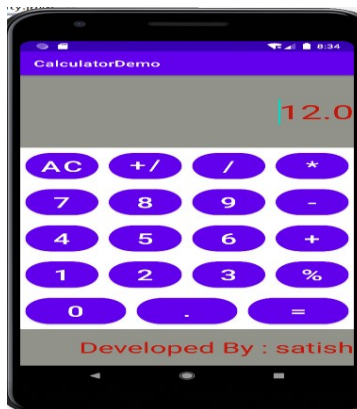 8:34
CalculatorDemo
12.0
AC +/ / *
7 8 9 -
4 5 6 +
1 2 3 %
0 . =
Developed By : satish